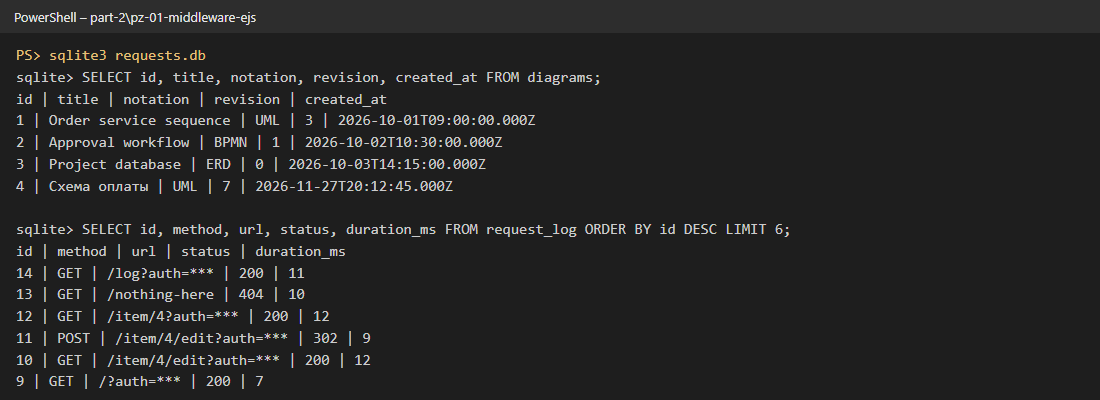 PowerShell – part-2\pz-01-middleware-ejs
PS> sqlite3 requests.db
sqlite> SELECT id, title, notation, revision, created_at FROM diagrams;
id | title | notation | revision | created_at
1 | Order service sequence | UML | 3 | 2026-10-01T09:00:00.000Z
2 | Approval workflow | BPMN | 1 | 2026-10-02T10:30:00.000Z
3 | Project database | ERD | 0 | 2026-10-03T14:15:00.000Z
4 | Схема оплаты | UML | 7 | 2026-11-27T20:12:45.000Z
sqlite> SELECT id, method, url, status, duration_ms FROM request_log ORDER BY id DESC LIMIT 6;
id | method | url | status | duration_ms
14 | GET | /log?auth=*** | 200 | 11
13 | GET | /nothing-here | 404 | 10
12 | GET | /item/4?auth=*** | 200 | 12
11 | POST | /item/4/edit?auth=*** | 302 | 9
10 | GET | /item/4/edit?auth=*** | 200 | 12
9 | GET | /?auth=*** | 200 | 7